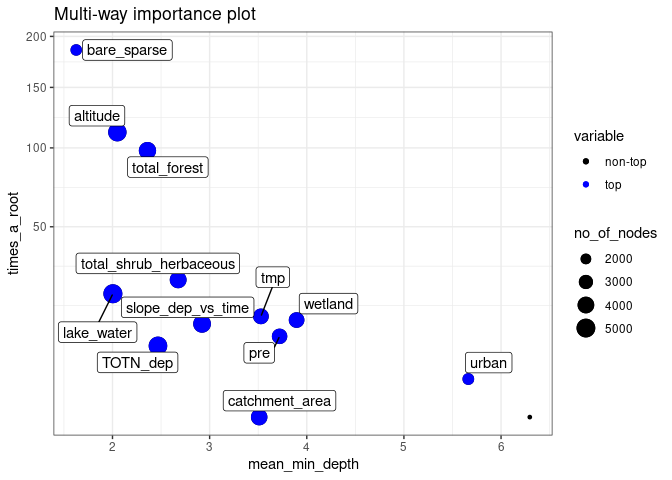 Multi-way importance plot
200
150
100
50
times_a_root
bare_sparse
altitude
total_forest
total_shrub_herbaceous
tmp
slope_dep_vs_time
wetland
lake_water
pre
TOTN_dep
urban
catchment_area
2 3 4 5 6
mean_min_depth
variable
non-top
top
no_of_nodes
2000
3000
4000
5000